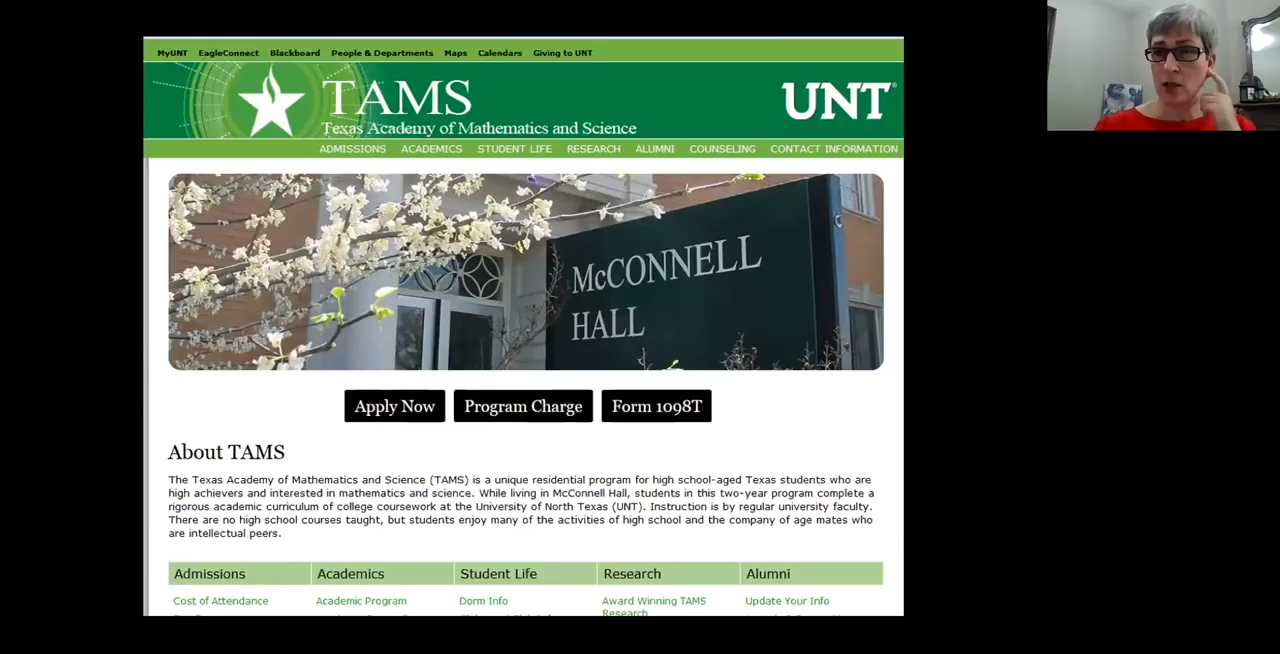 MyUNT EagleConnect Blackboard People & Departments Maps Calendars Giving to UNT
TAMS
Texas Academy of Mathematics and Science
UNT
ADMISSIONS ACADEMICS STUDENT LIFE RESEARCH ALUMNI COUNSELING CONTACT INFORMATION
McCONNELL
HALL
Apply Now Program Charge Form 1098T
About TAMS
The Texas Academy of Mathematics and Science (TAMS) is a unique residential program for high school-aged Texas students who are
high achievers and interested in mathematics and science. While living in McConnell Hall, students in this two-year program complete a
rigorous academic curriculum of college coursework at the University of North Texas (UNT). Instruction is by regular university faculty.
There are no high school courses taught, but students enjoy many of the activities of high school and the company of age mates who
are intellectual peers.
Admissions Academics Student Life Research Alumni
Cost of Attendance Academic Program Dorm Info Award Winning TAMS Update Your Info
Research